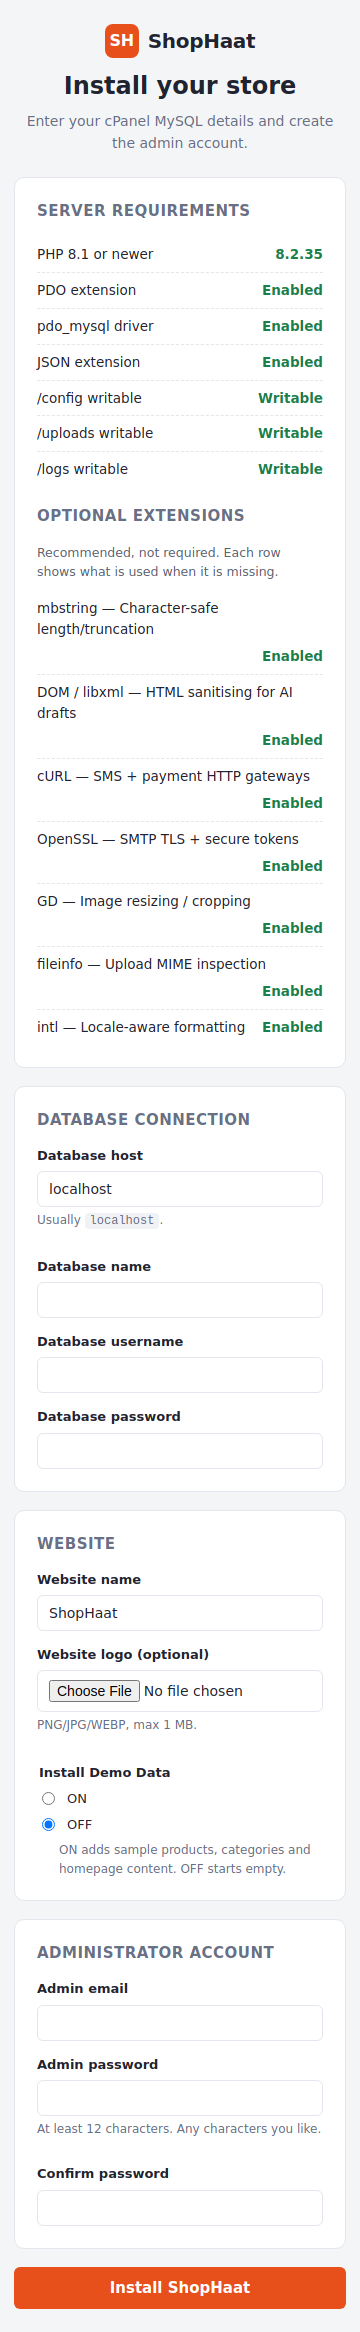 SH ShopHaat
Install your store
Enter your cPanel MySQL details and create
the admin account.
SERVER REQUIREMENTS
PHP 8.1 or newer 8.2.35
PDO extension Enabled
pdo_mysql driver Enabled
JSON extension Enabled
/config writable Writable
/uploads writable Writable
/logs writable Writable
OPTIONAL EXTENSIONS
Recommended, not required. Each row
shows what is used when it is missing.
mbstring — Character-safe
length/truncation
Enabled
DOM / libxml — HTML sanitising for AI
drafts
Enabled
cURL — SMS + payment HTTP gateways
Enabled
OpenSSL — SMTP TLS + secure tokens
Enabled
GD — Image resizing / cropping
Enabled
fileinfo — Upload MIME inspection
Enabled
intl — Locale-aware formatting Enabled
DATABASE CONNECTION
Database host
localhost
Usually localhost.
Database name
Database username
Database password
WEBSITE
Website name
ShopHaat
Website logo (optional)
Choose File No file chosen
PNG/JPG/WEBP, max 1 MB.
Install Demo Data
ON
OFF
ON adds sample products, categories and
homepage content. OFF starts empty.
ADMINISTRATOR ACCOUNT
Admin email
Admin password
At least 12 characters. Any characters you like.
Confirm password
Install ShopHaat